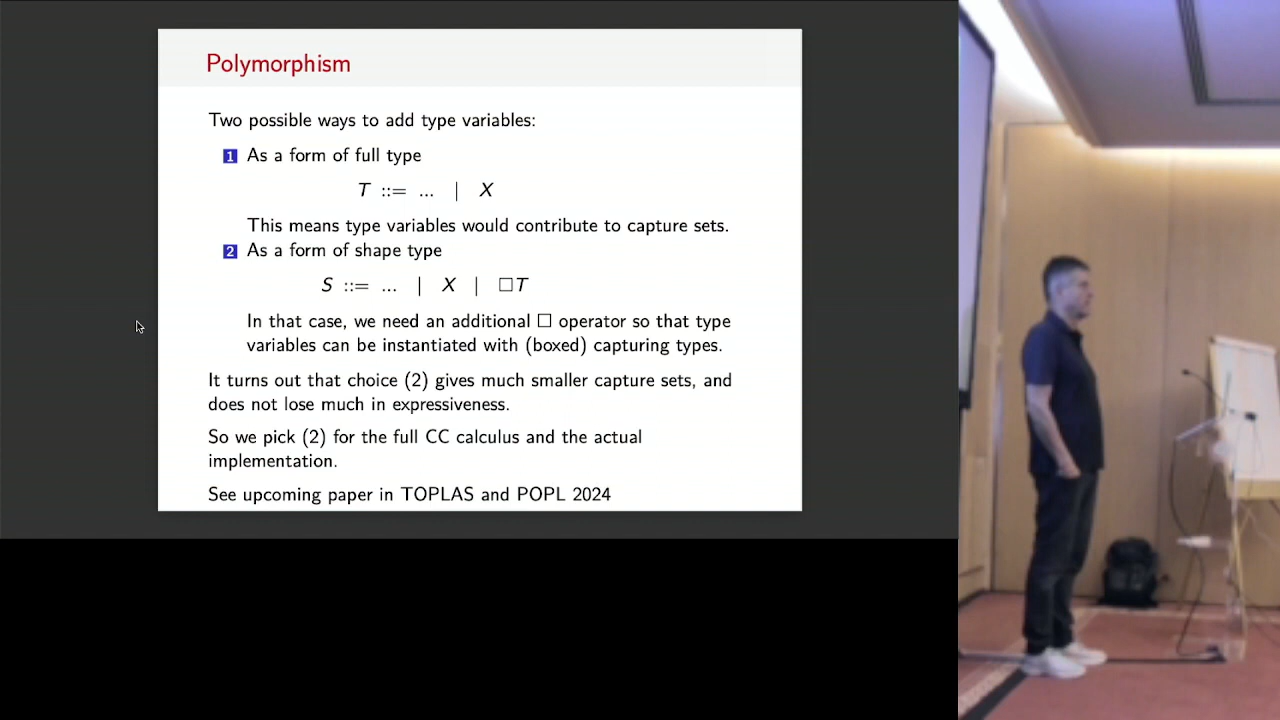 Polymorphism
Two possible ways to add type variables:
1 As a form of full type
T ::= ... | X
This means type variables would contribute to capture sets.
2 As a form of shape type
S ::= ... | X | □T
In that case, we need an additional □ operator so that type
variables can be instantiated with (boxed) capturing types.
It turns out that choice (2) gives much smaller capture sets, and
does not lose much in expressiveness.
So we pick (2) for the full CC calculus and the actual
implementation.
See upcoming paper in TOPLAS and POPL 2024